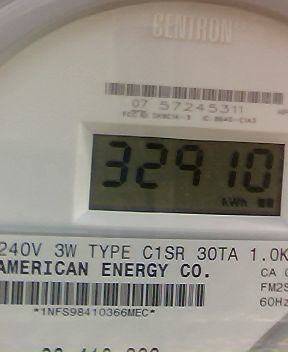 CENTRON
07 57245311
32910
kWh
240V 3W TYPE C1SR 30TA 1.0K
AMERICAN ENERGY CO.
CA
FM2S
60Hz
*1NFS98410366MEC*